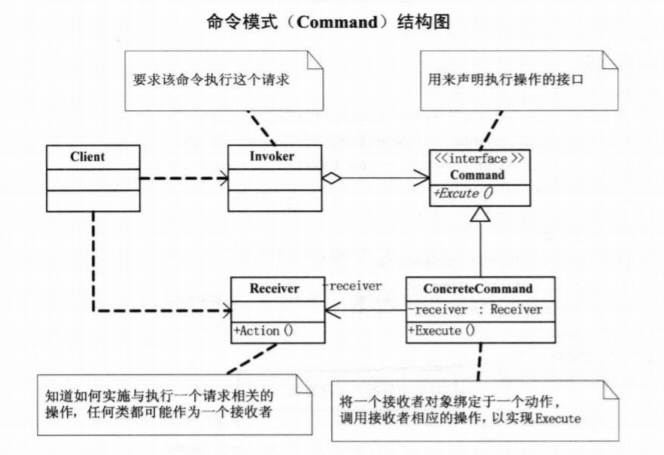 命令模式（Command）结构图
要求该命令执行这个请求
用来声明执行操作的接口
Client
Invoker
<<interface>>
Command
+Excute()
Receiver
+Action()
-receiver
ConcreteCommand
-receiver : Receiver
+Execute()
知道如何实施与执行一个请求相关的
操作，任何类都可能作为一个接收者
将一个接收者对象绑定于一个动作，
调用接收者相应的操作，以实现Execute